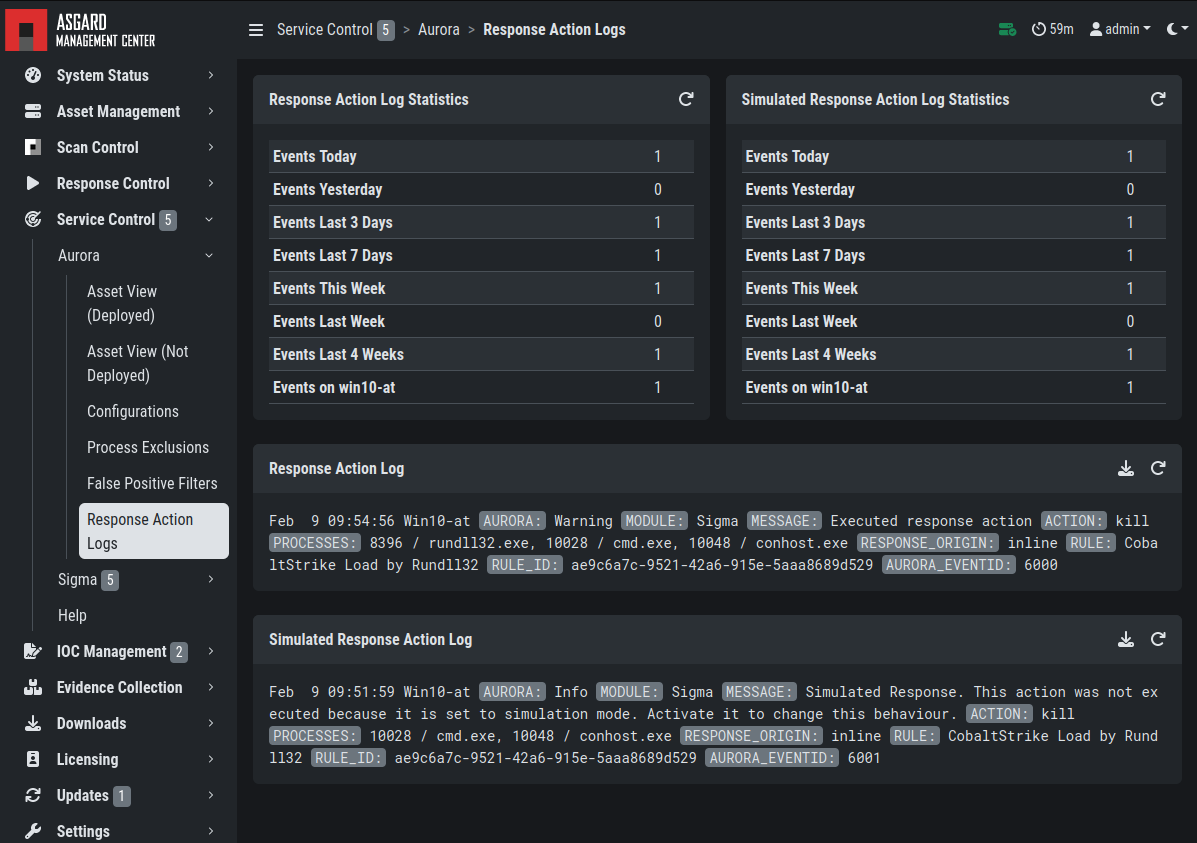 ASGARD
MANAGEMENT CENTER
Service Control 5 > Aurora > Response Action Logs
59m
admin
System Status
Asset Management
Scan Control
Response Control
Service Control 5
Aurora
Asset View
(Deployed)
Asset View (Not
Deployed)
Configurations
Process Exclusions
False Positive Filters
Response Action
Logs
Sigma 5
Help
IOC Management 2
Evidence Collection
Downloads
Licensing
Updates 1
Settings
Response Action Log Statistics
Events Today 1
Events Yesterday 0
Events Last 3 Days 1
Events Last 7 Days 1
Events This Week 1
Events Last Week 0
Events Last 4 Weeks 1
Events on win10-at 1
Simulated Response Action Log Statistics
Events Today 1
Events Yesterday 0
Events Last 3 Days 1
Events Last 7 Days 1
Events This Week 1
Events Last Week 0
Events Last 4 Weeks 1
Events on win10-at 1
Response Action Log
Feb  9 09:54:56 Win10-at AURORA: Warning MODULE: Sigma MESSAGE: Executed response action ACTION: kill
PROCESSES: 8396 / rundll32.exe, 10028 / cmd.exe, 10048 / conhost.exe RESPONSE_ORIGIN: inline RULE: Coba
ltStrike Load by Rundll32 RULE_ID: ae9c6a7c-9521-42a6-915e-5aaa8689d529 AURORA_EVENTID: 6000
Simulated Response Action Log
Feb  9 09:51:59 Win10-at AURORA: Info MODULE: Sigma MESSAGE: Simulated Response. This action was not ex
ecuted because it is set to simulation mode. Activate it to change this behaviour. ACTION: kill
PROCESSES: 10028 / cmd.exe, 10048 / conhost.exe RESPONSE_ORIGIN: inline RULE: CobaltStrike Load by Rund
ll32 RULE_ID: ae9c6a7c-9521-42a6-915e-5aaa8689d529 AURORA_EVENTID: 6001